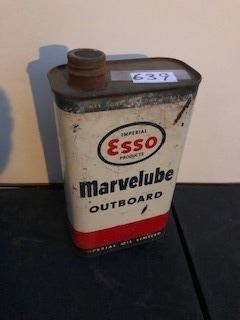 639
IMPERIAL
Esso
PRODUCTS
Marvelube
OUTBOARD
IMPERIAL OIL LIMITED